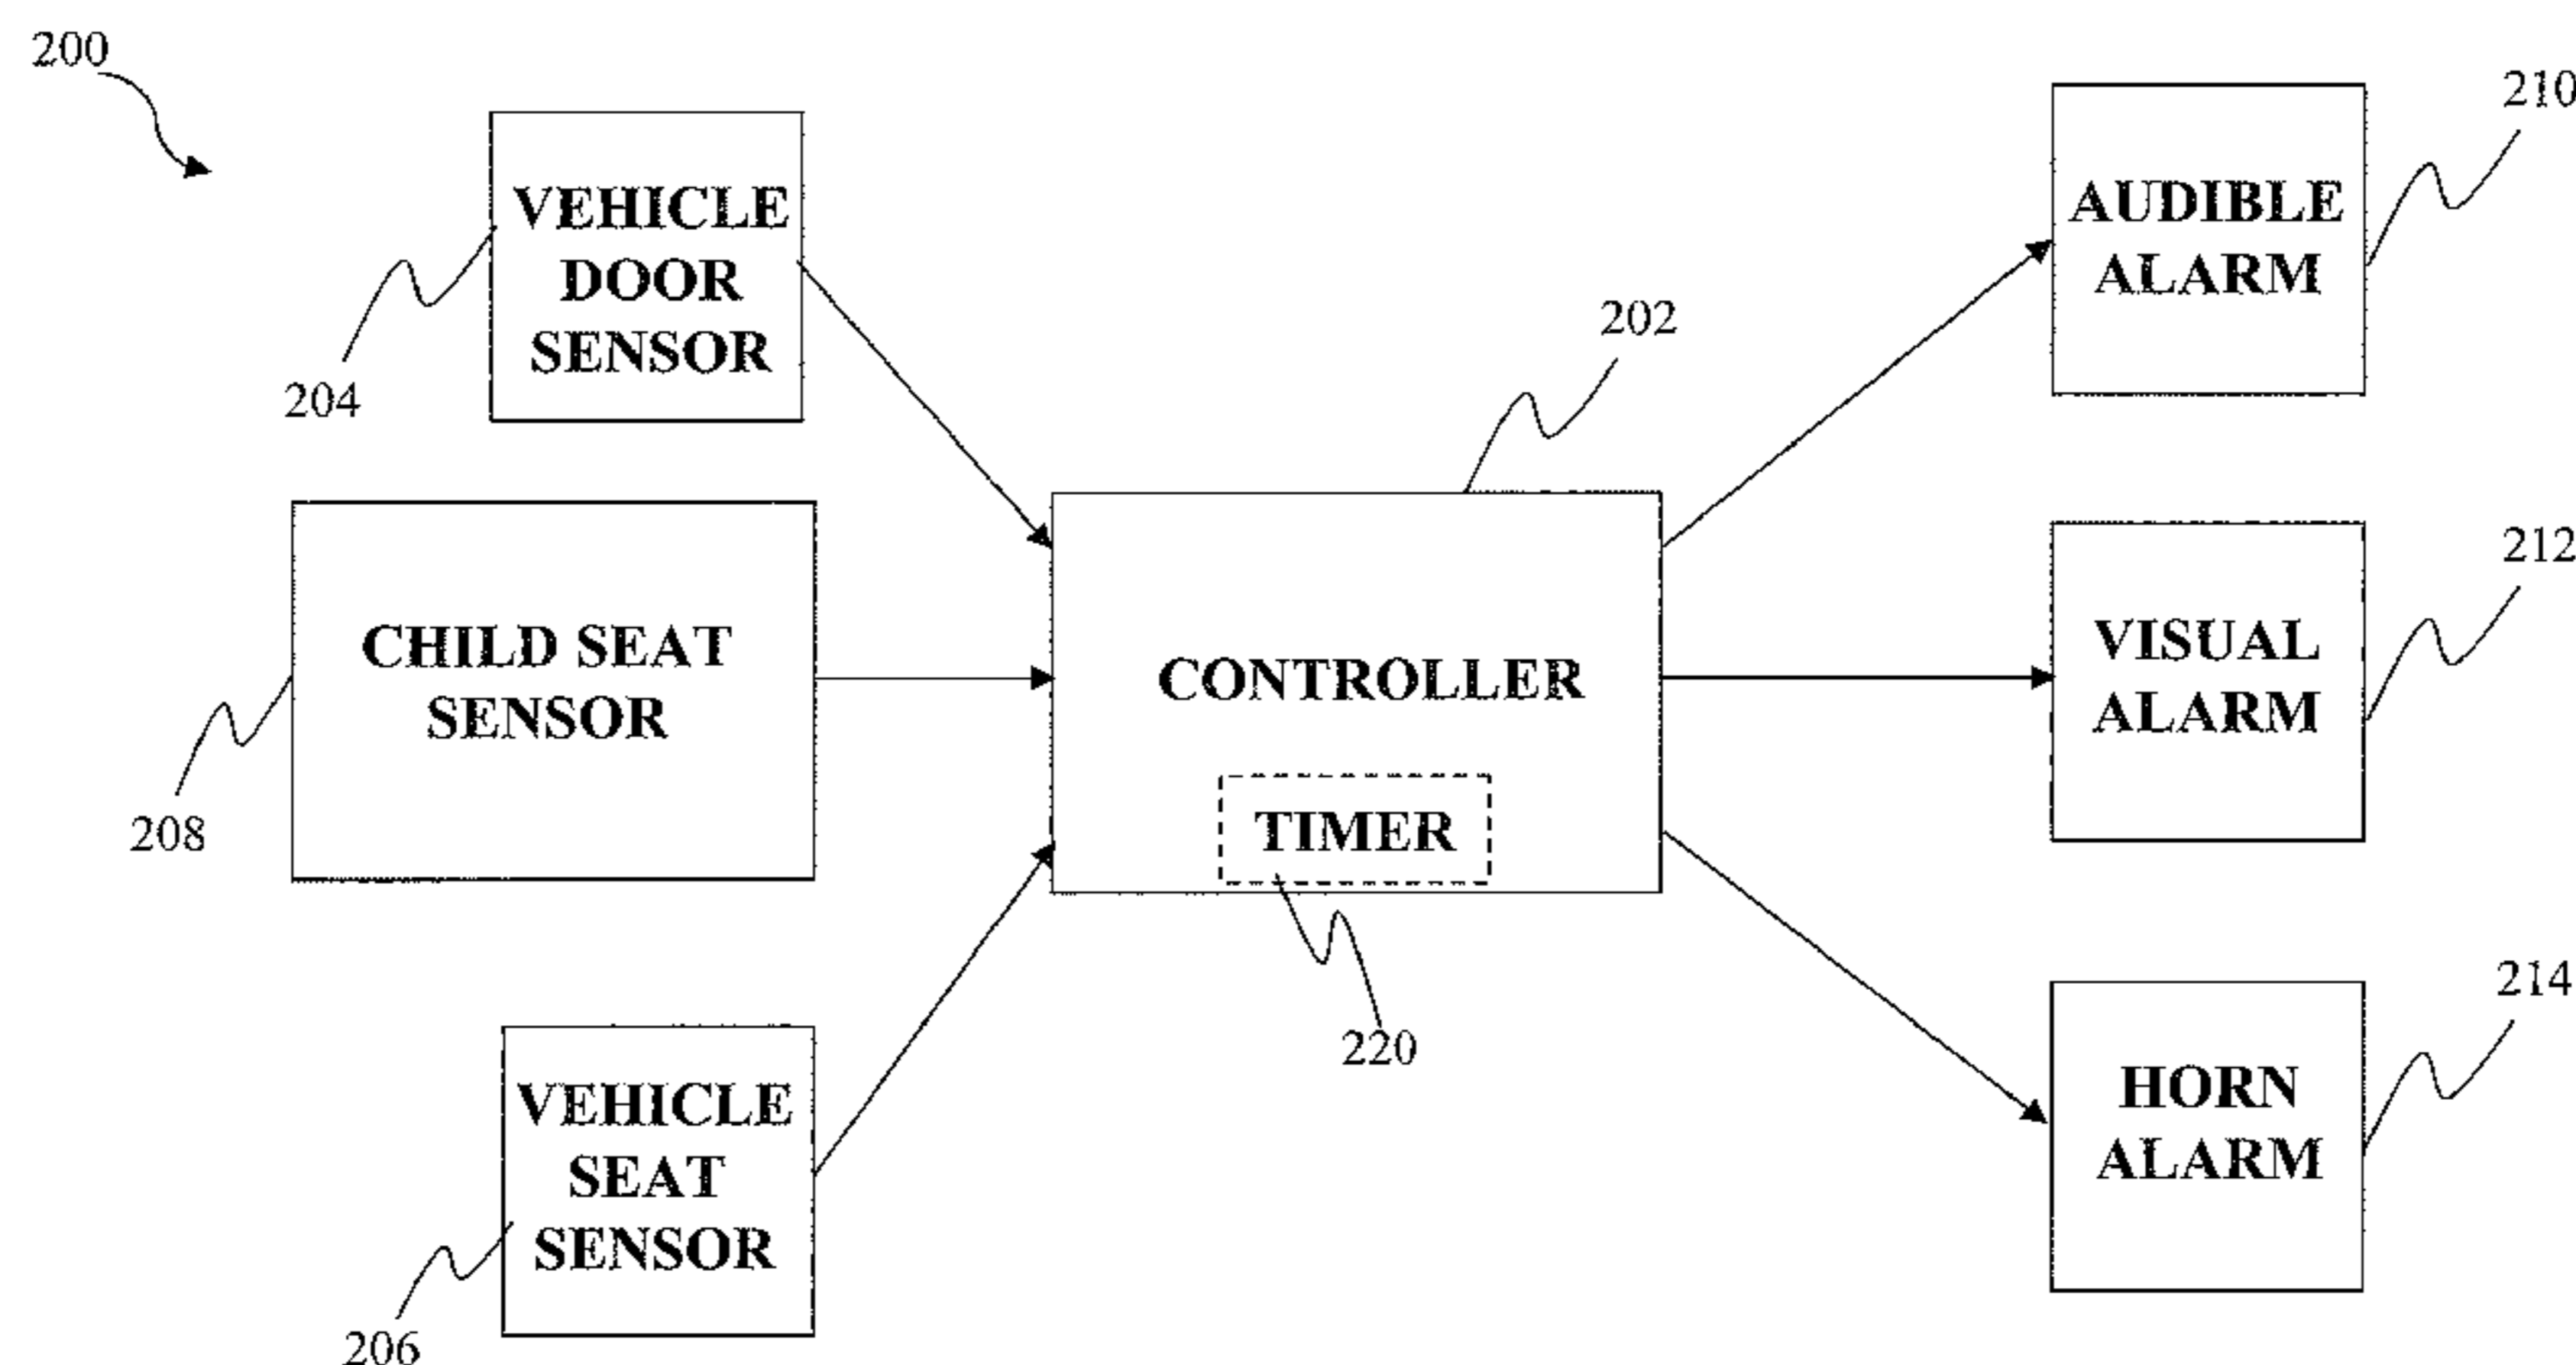 200
VEHICLE
DOOR
SENSOR
204
CHILD SEAT
SENSOR
208
VEHICLE
SEAT
SENSOR
206
202
CONTROLLER
TIMER
220
210
AUDIBLE
ALARM
212
VISUAL
ALARM
214
HORN
ALARM